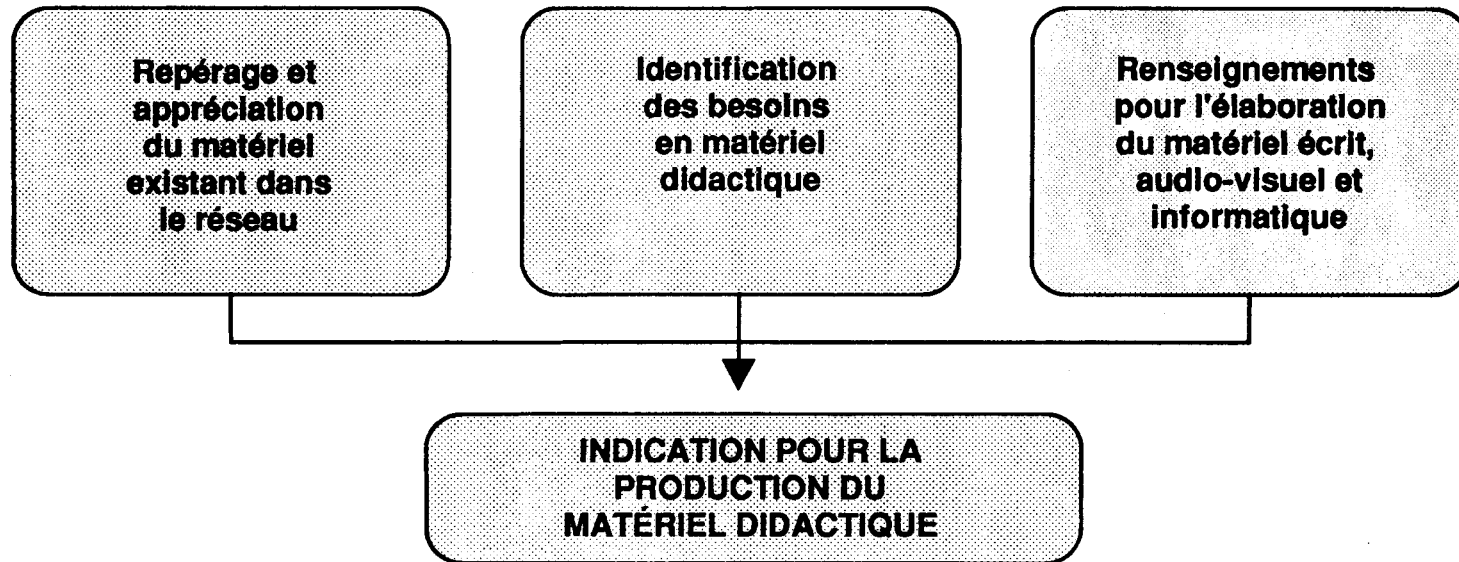 Repérage et
appréciation
du matériel
existant dans
le réseau
Identification
des besoins
en matériel
didactique
Renseignements
pour l'élaboration
du matériel écrit,
audio-visuel et
informatique
INDICATION POUR LA
PRODUCTION DU
MATÉRIEL DIDACTIQUE